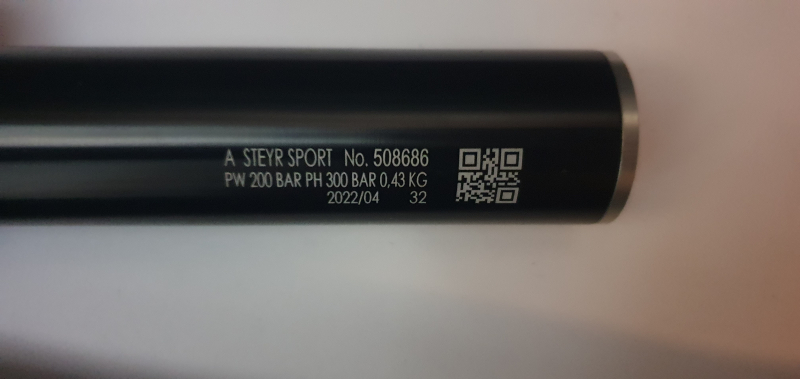 A STEYR SPORT No. 508686
PW 200 BAR PH 300 BAR 0,43 KG
2022/04 32